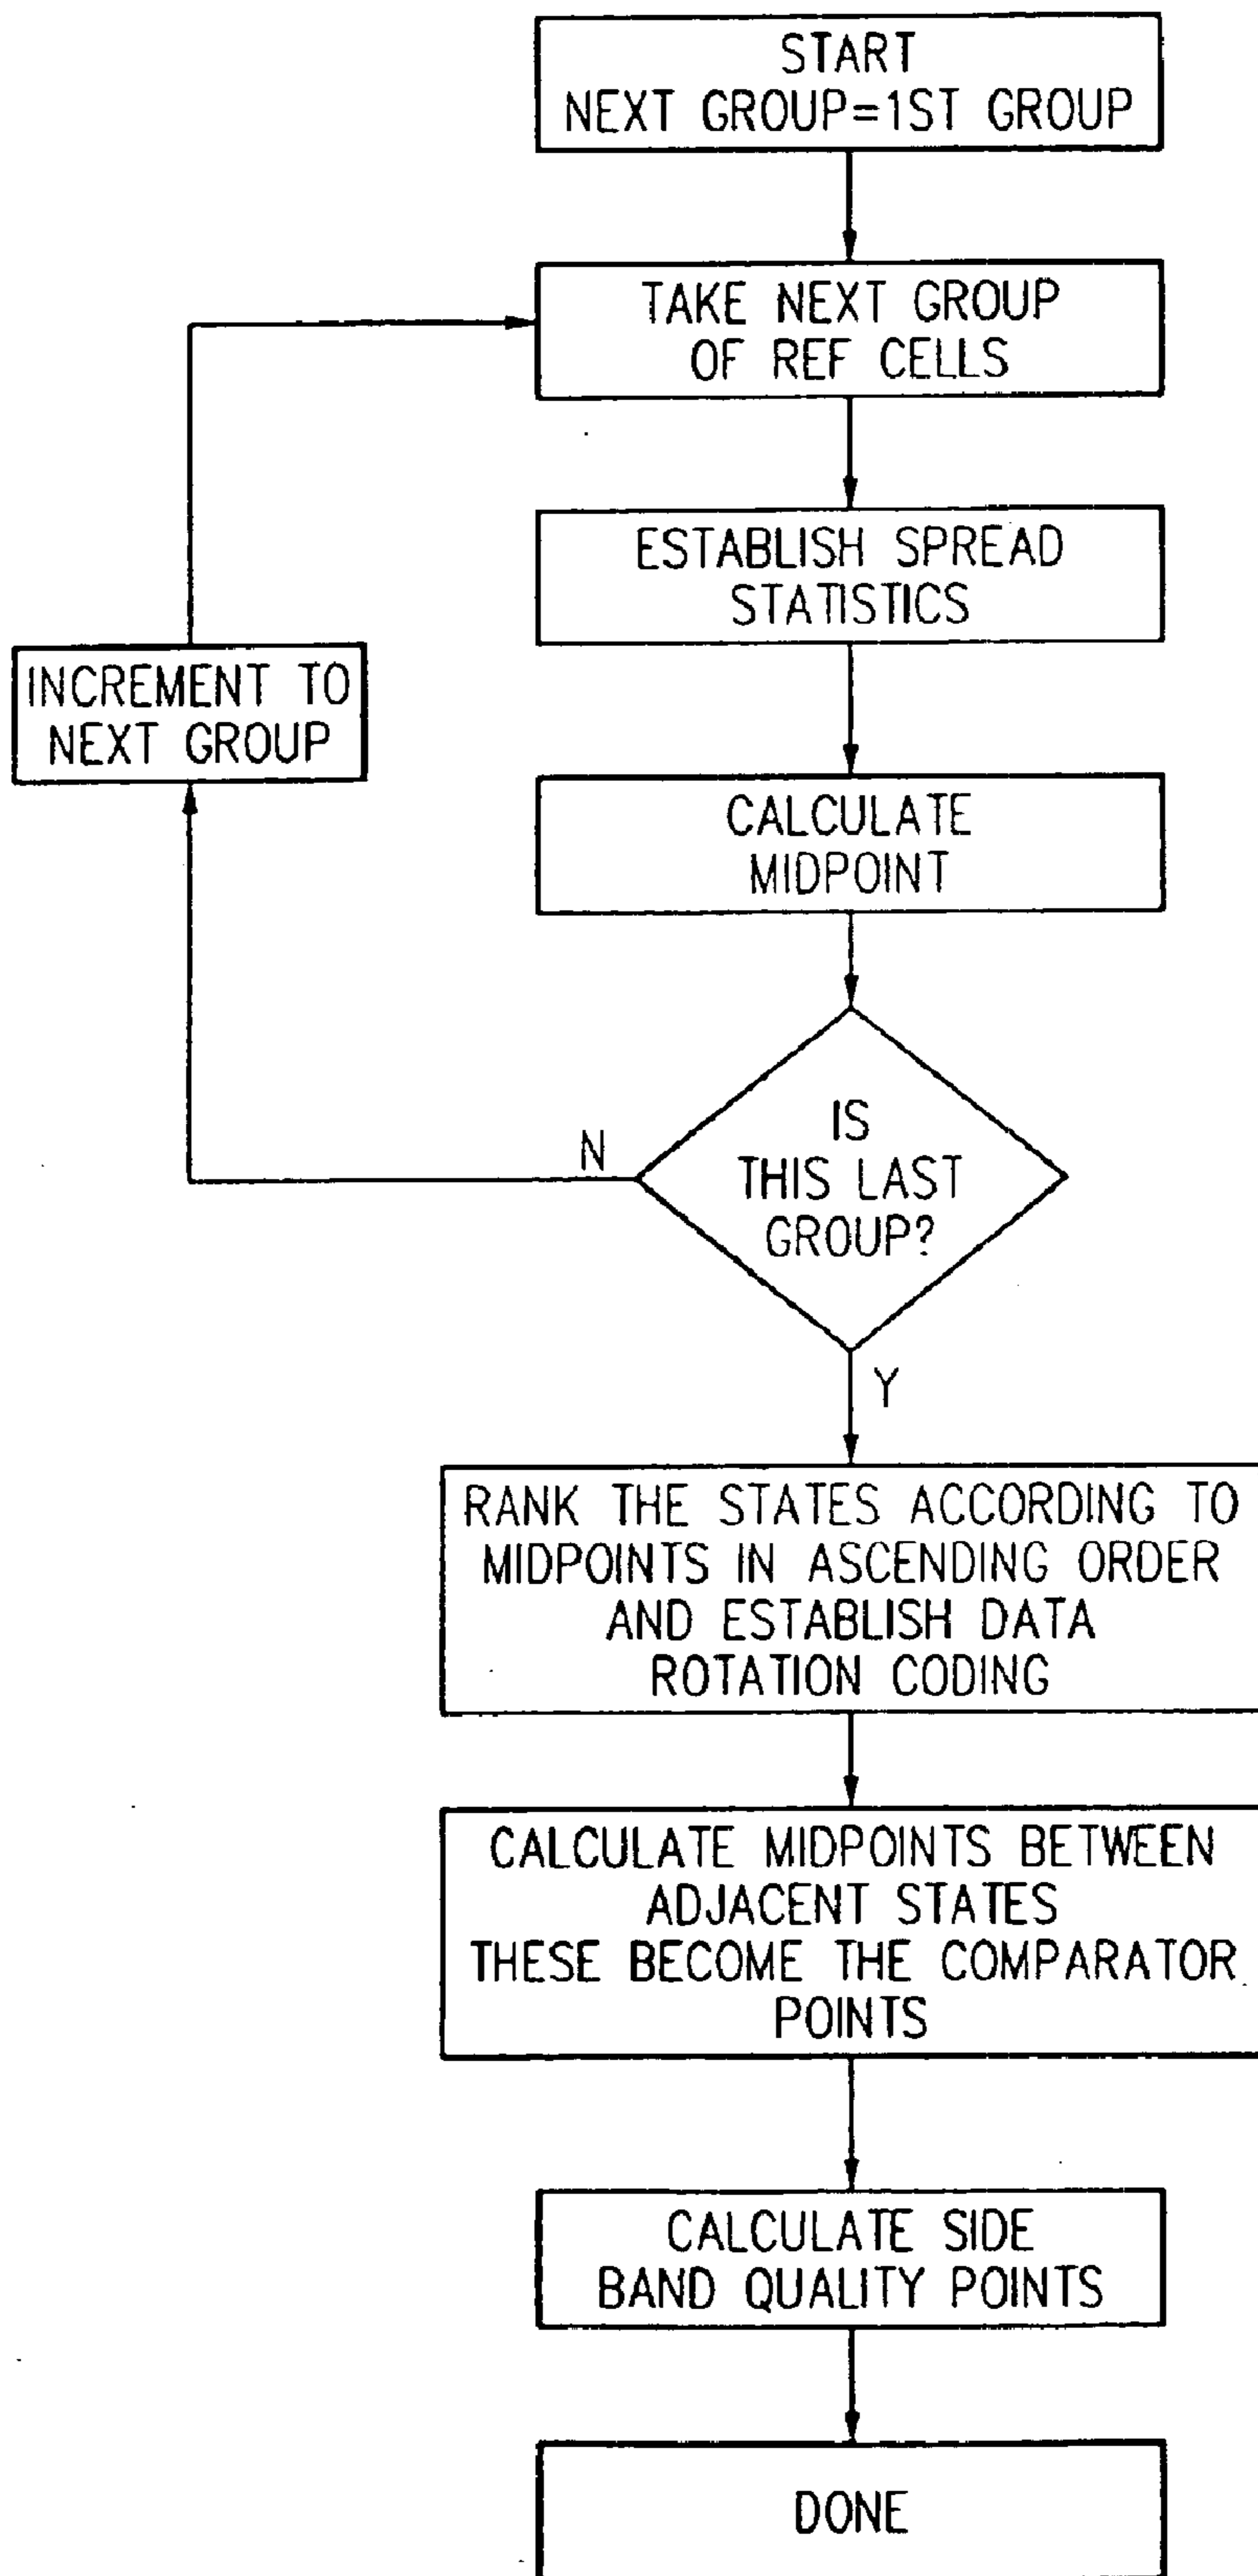 START
NEXT GROUP=1ST GROUP
TAKE NEXT GROUP
OF REF CELLS
ESTABLISH SPREAD
STATISTICS
INCREMENT TO
NEXT GROUP
CALCULATE
MIDPOINT
IS
THIS LAST
GROUP?
N
Y
RANK THE STATES ACCORDING TO
MIDPOINTS IN ASCENDING ORDER
AND ESTABLISH DATA
ROTATION CODING
CALCULATE MIDPOINTS BETWEEN
ADJACENT STATES
THESE BECOME THE COMPARATOR
POINTS
CALCULATE SIDE
BAND QUALITY POINTS
DONE